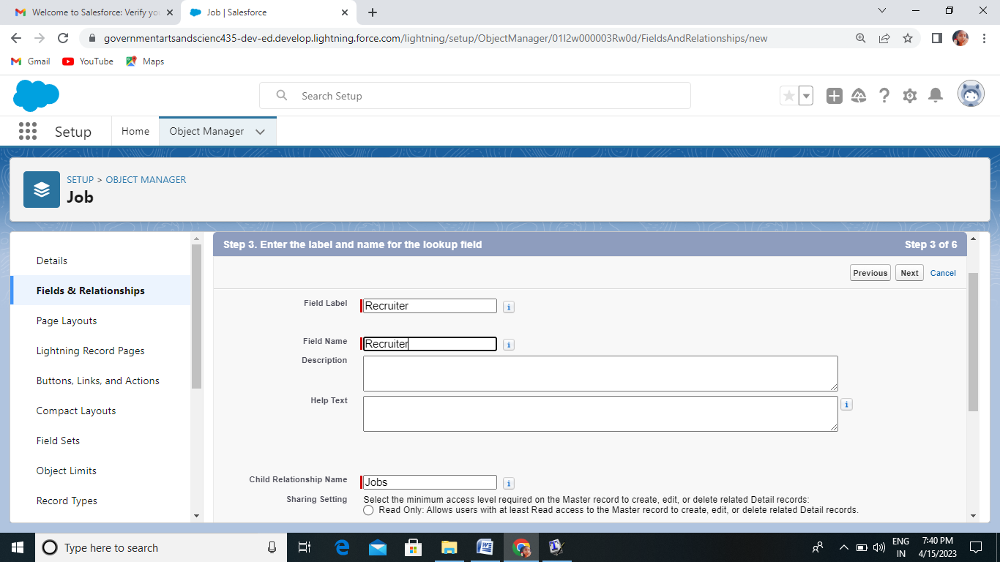 Welcome to Salesforce: Verify yo
Job | Salesforce
governmentartsandscienc435-dev-ed.develop.lightning.force.com/lightning/setup/ObjectManager/01I2w000003Rw0d/FieldsAndRelationships/new
Gmail
YouTube
Maps
Search Setup
Setup
Home
Object Manager
SETUP > OBJECT MANAGER
Job
Details
Fields & Relationships
Page Layouts
Lightning Record Pages
Buttons, Links, and Actions
Compact Layouts
Field Sets
Object Limits
Record Types
Step 3. Enter the label and name for the lookup field
Step 3 of 6
Previous
Next
Cancel
Field Label
Recruiter
Field Name
Recruiter
Description
Help Text
Child Relationship Name
Jobs
Sharing Setting
Select the minimum access level required on the Master record to create, edit, or delete related Detail records:
Read Only: Allows users with at least Read access to the Master record to create, edit, or delete related Detail records.
Type here to search
ENG
IN
7:40 PM
4/15/2023